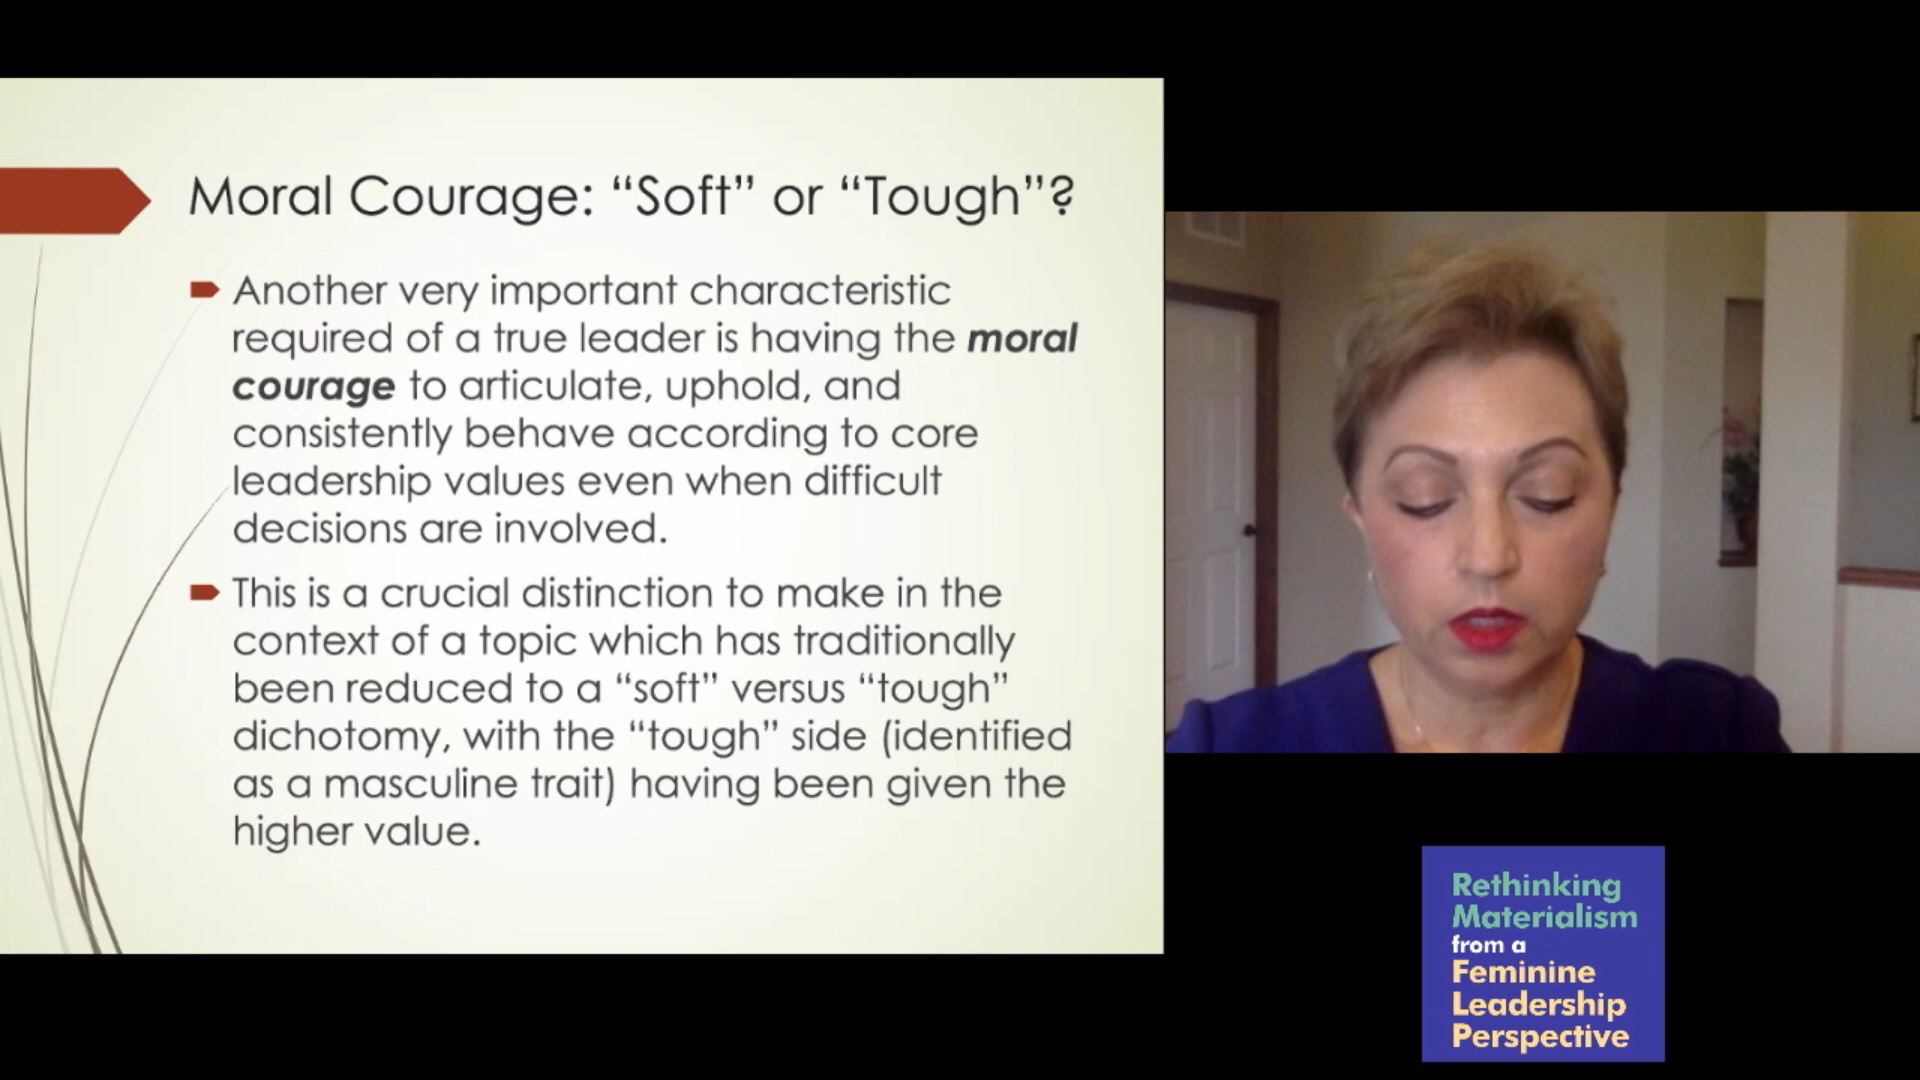 Moral Courage: “Soft” or “Tough”?
Another very important characteristic
required of a true leader is having the moral
courage to articulate, uphold, and
consistently behave according to core
leadership values even when difficult
decisions are involved.
This is a crucial distinction to make in the
context of a topic which has traditionally
been reduced to a “soft” versus “tough”
dichotomy, with the “tough” side (identified
as a masculine trait) having been given the
higher value.
Rethinking
Materialism
from a
Feminine
Leadership
Perspective